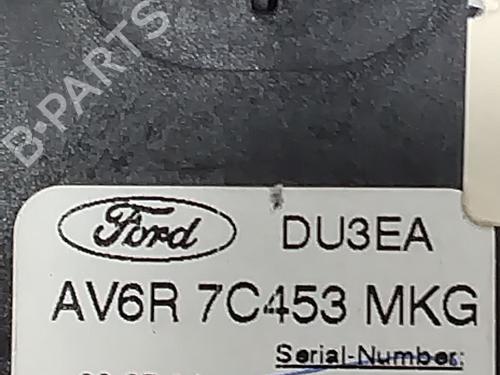 B-PARTS
Ford DU3EA
AV6R 7C453 MKG
Serial-Number: